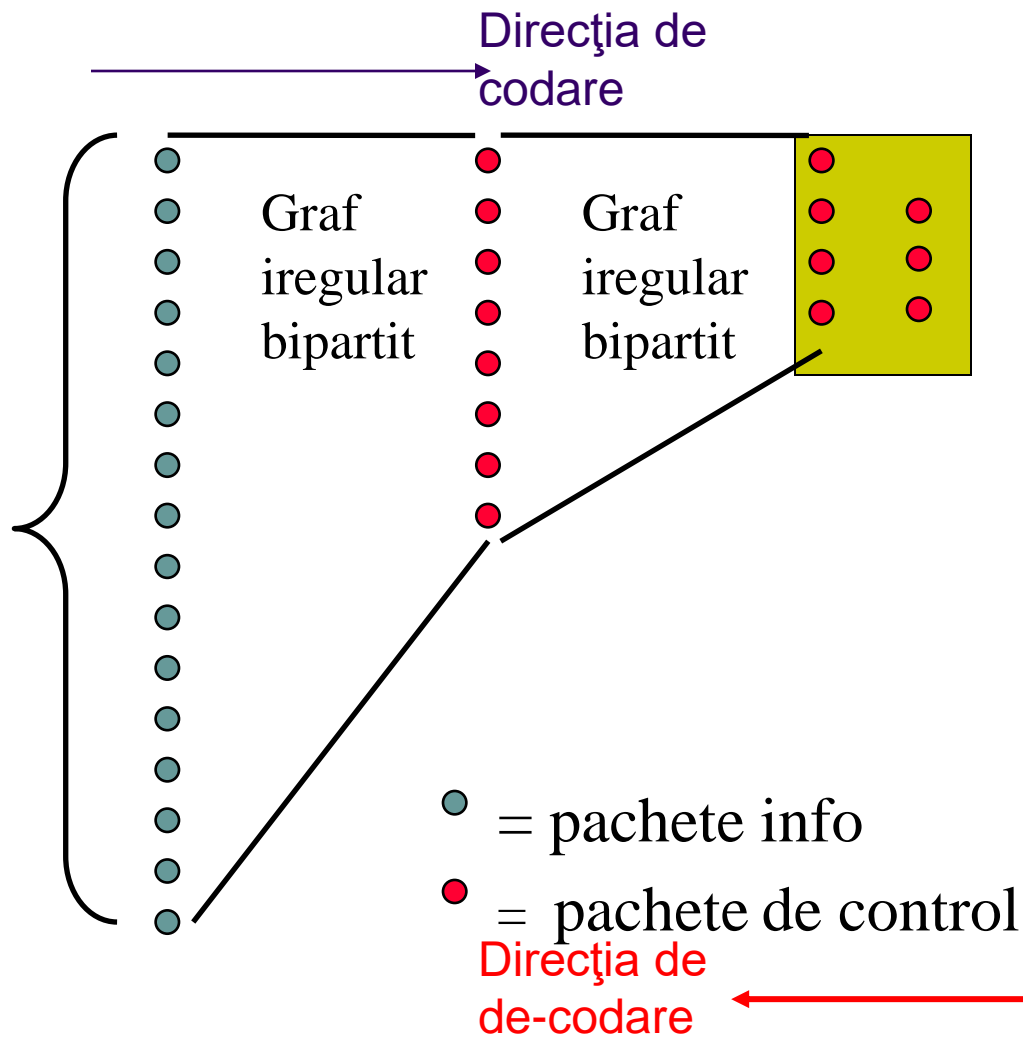 Direcţia de
codare
Graf
iregular
bipartit
Graf
iregular
bipartit
= pachete info
= pachete de control
Direcţia de
de-codare